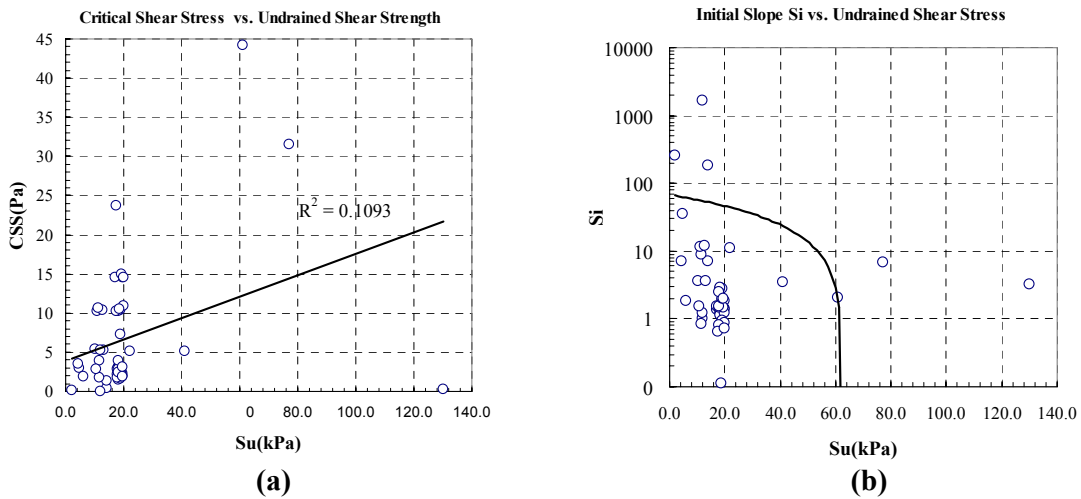 Critical Shear Stress vs. Undrained Shear Strength
45
40
35
30
25
20
15
10
5
0
CSS(Pa)
R² = 0.1093
0.0 20.0 40.0 0 80.0 100.0 120.0 140.0
Su(kPa)
(a)
Initial Slope Si vs. Undrained Shear Stress
10000
1000
100
10
1
0
Si
0.0 20.0 40.0 60.0 80.0 100.0 120.0 140.0
Su(kPa)
(b)